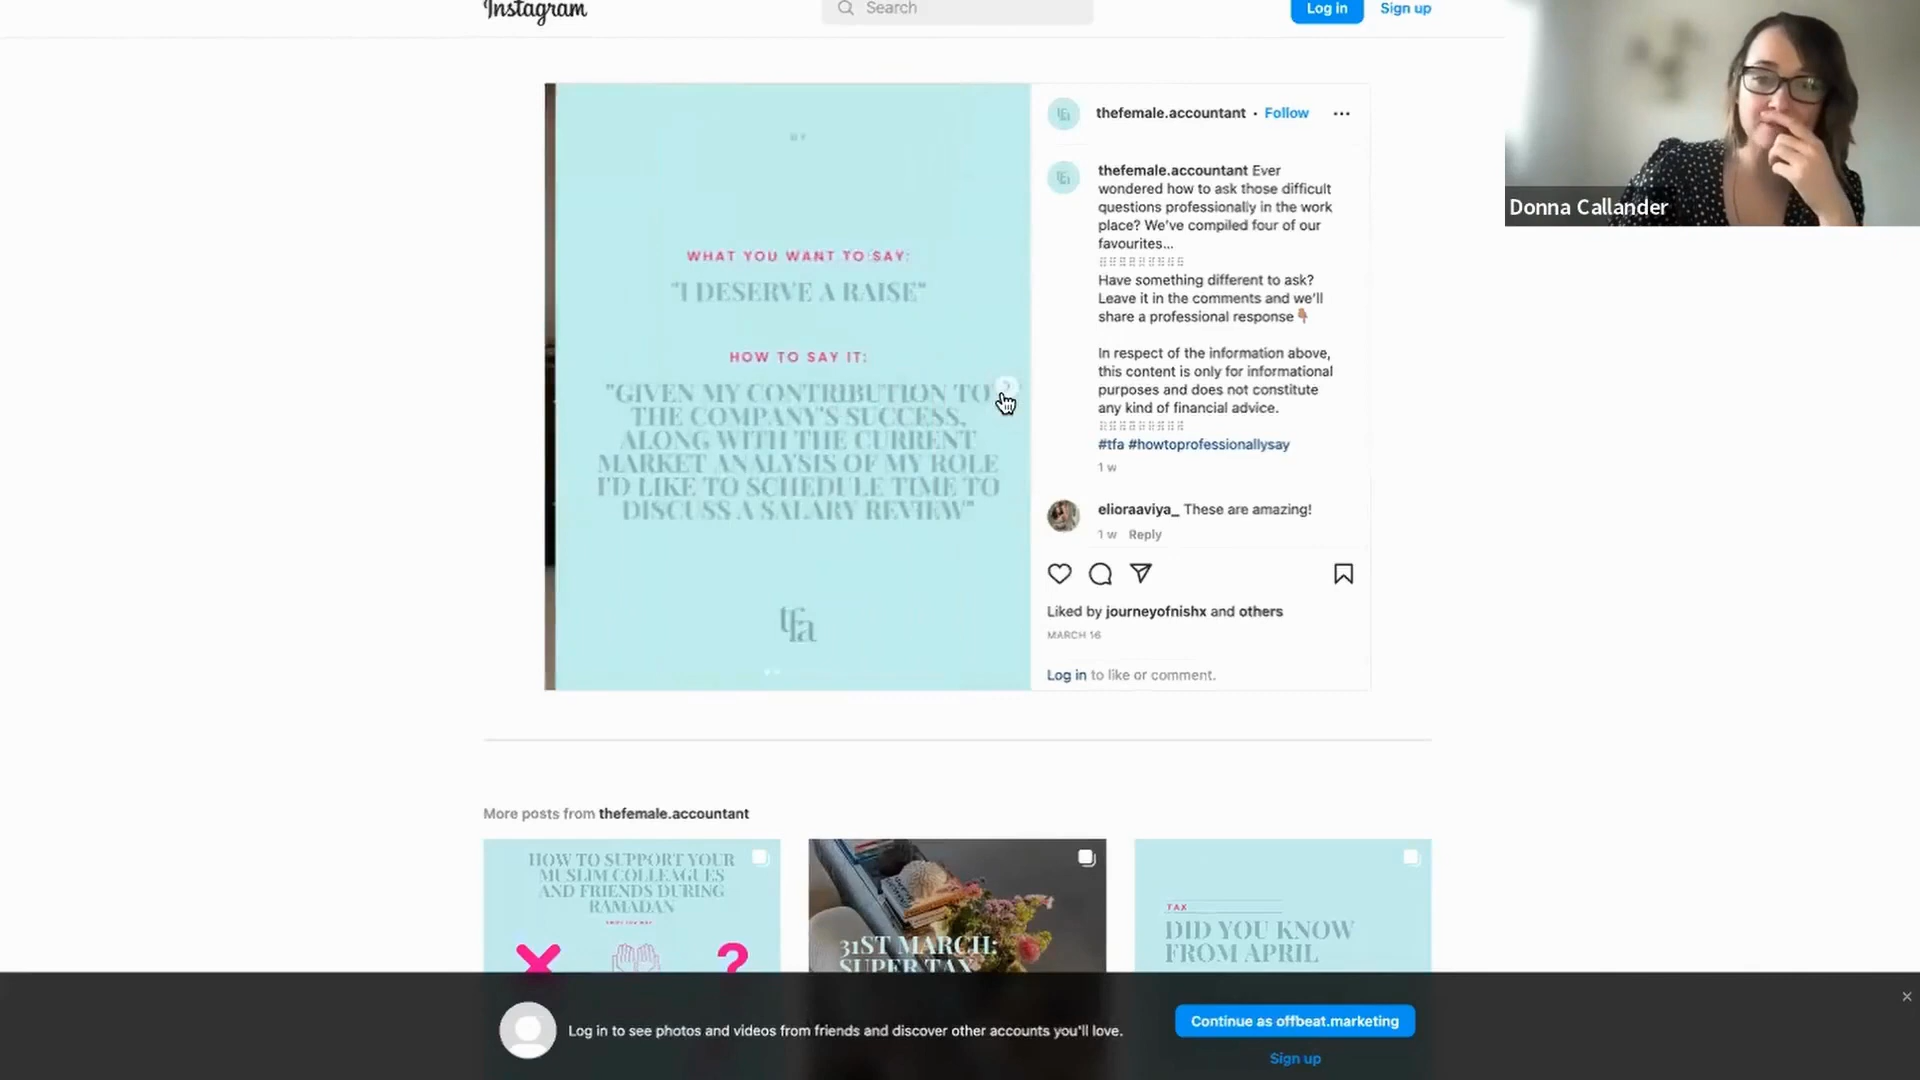 Instagram
Search
Log in
Sign up
WHAT YOU WANT TO SAY:
"I DESERVE A RAISE"
HOW TO SAY IT:
"GIVEN MY CONTRIBUTION TO
THE COMPANY'S SUCCESS,
ALONG WITH THE CURRENT
MARKET ANALYSIS OF MY ROLE
I'D LIKE TO SCHEDULE TIME TO
DISCUSS A SALARY REVIEW"
tfa
thefemale.accountant • Follow
thefemale.accountant Ever
wondered how to ask those difficult
questions professionally in the work
place? We've compiled four of our
favourites...
Have something different to ask?
Leave it in the comments and we'll
share a professional response
In respect of the information above,
this content is only for informational
purposes and does not constitute
any kind of financial advice.
#tfa #howtoprofessionallysay
1 w
elioraaviya_ These are amazing!
1 w Reply
Liked by journeyofnishx and others
MARCH 16
Log in to like or comment.
Donna Callander
More posts from thefemale.accountant
HOW TO SUPPORT YOUR
MUSLIM COLLEAGUES
AND FRIENDS DURING
RAMADAN
?
31ST MARCH:
SUPER TAX
TAX
DID YOU KNOW
FROM APRIL
Log in to see photos and videos from friends and discover other accounts you'll love.
Continue as offbeat.marketing
Sign up